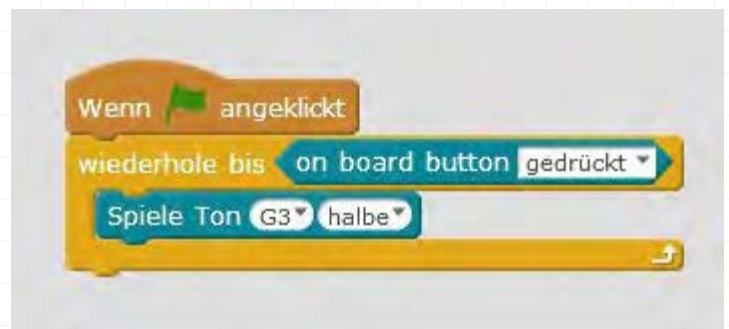 Wenn angeklickt
wiederhole bis on board button gedrückt
Spiele Ton G3 halbe